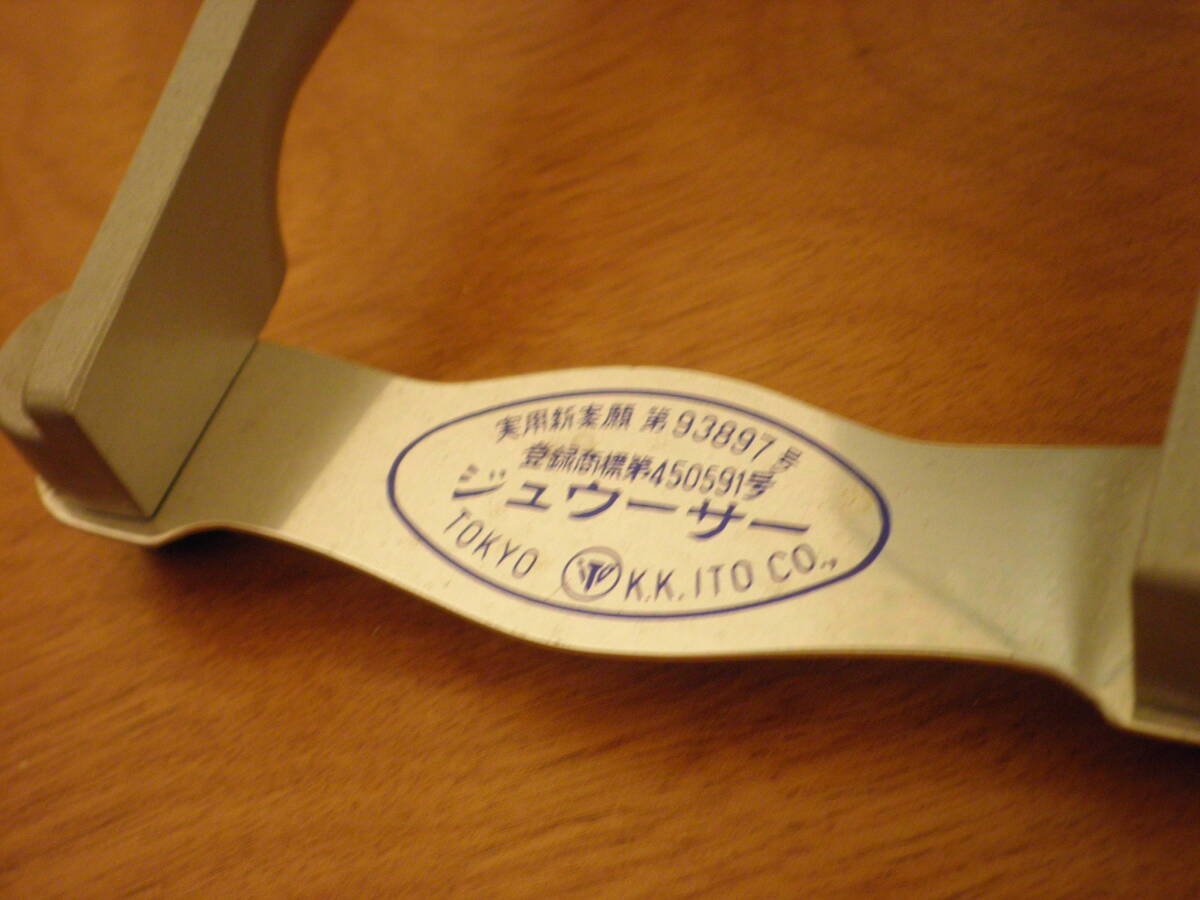 実用新案願 第93897号
登録商標第450591号
ジュウーサー
TOKYO iTO K.K. ITO CO.,